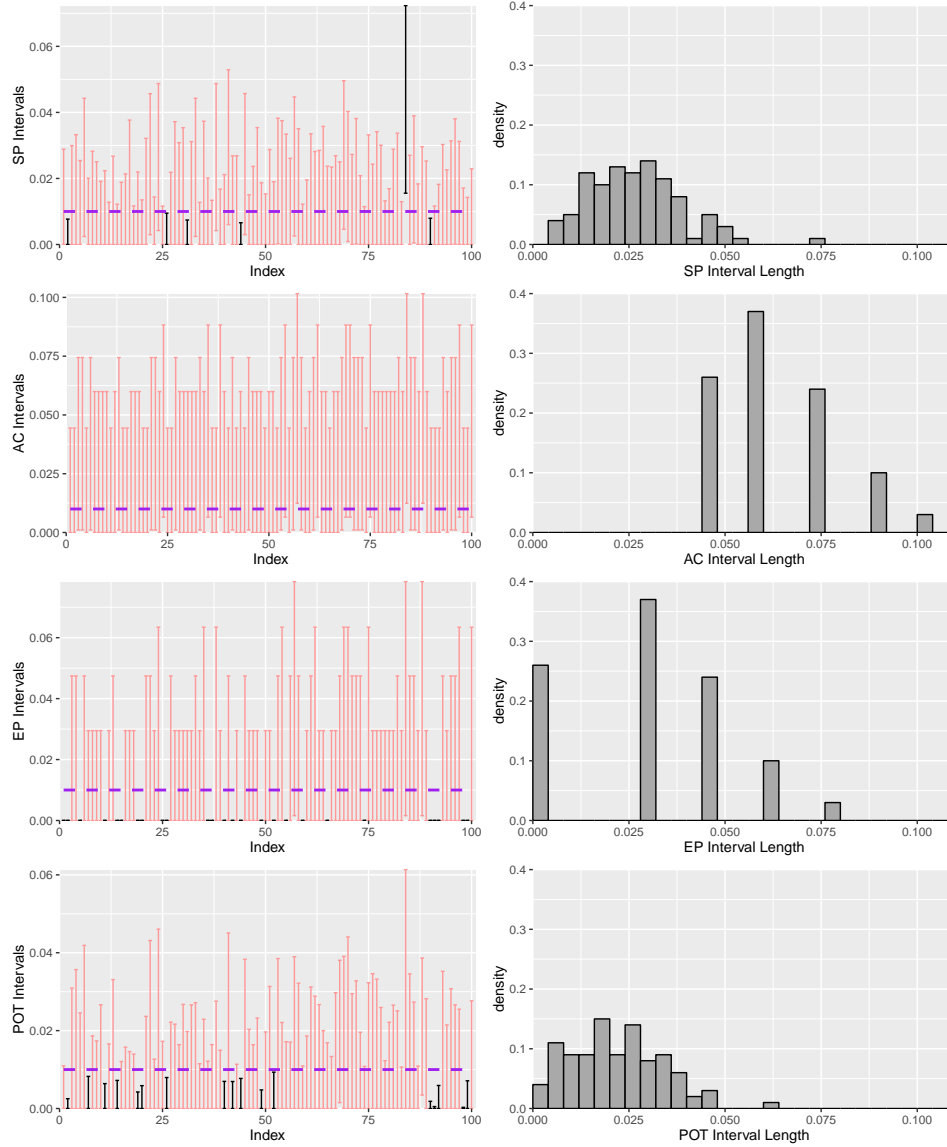 SP Intervals
0.06
0.04
0.02
0.00
0 25 50 75 100
Index
density
0.4
0.3
0.2
0.1
0.0
0.000 0.025 0.050 0.075 0.100
SP Interval Length
AC Intervals
0.100
0.075
0.050
0.025
0.000
0 25 50 75 100
Index
density
0.4
0.3
0.2
0.1
0.0
0.000 0.025 0.050 0.075 0.100
AC Interval Length
EP Intervals
0.06
0.04
0.02
0.00
0 25 50 75 100
Index
density
0.4
0.3
0.2
0.1
0.0
0.000 0.025 0.050 0.075 0.100
EP Interval Length
POT Intervals
0.06
0.04
0.02
0.00
0 25 50 75 100
Index
density
0.4
0.3
0.2
0.1
0.0
0.000 0.025 0.050 0.075 0.100
POT Interval Length